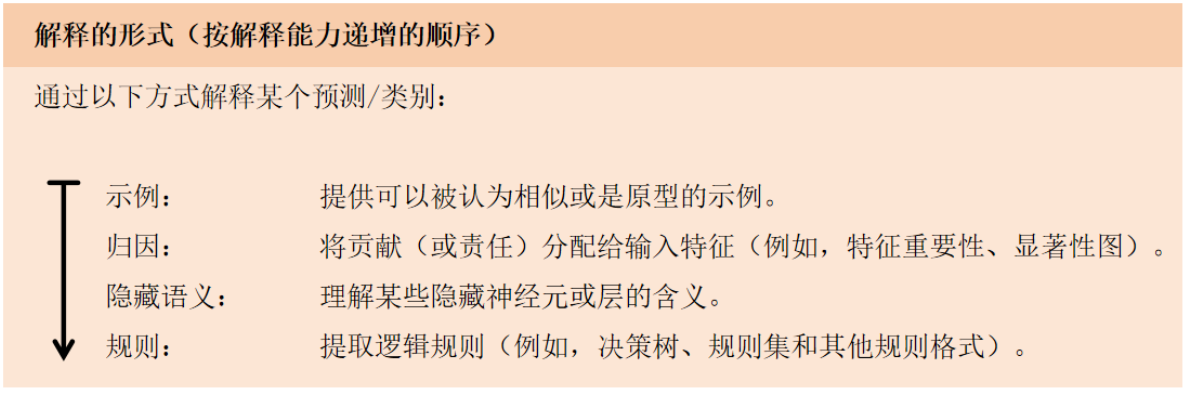 解释的形式（按解释能力递增的顺序）
通过以下方式解释某个预测/类别：
示例： 提供可以被认为相似或是原型的示例。
归因： 将贡献（或责任）分配给输入特征（例如，特征重要性、显著性图）。
隐藏语义： 理解某些隐藏神经元或层的含义。
规则： 提取逻辑规则（例如，决策树、规则集和其他规则格式）。